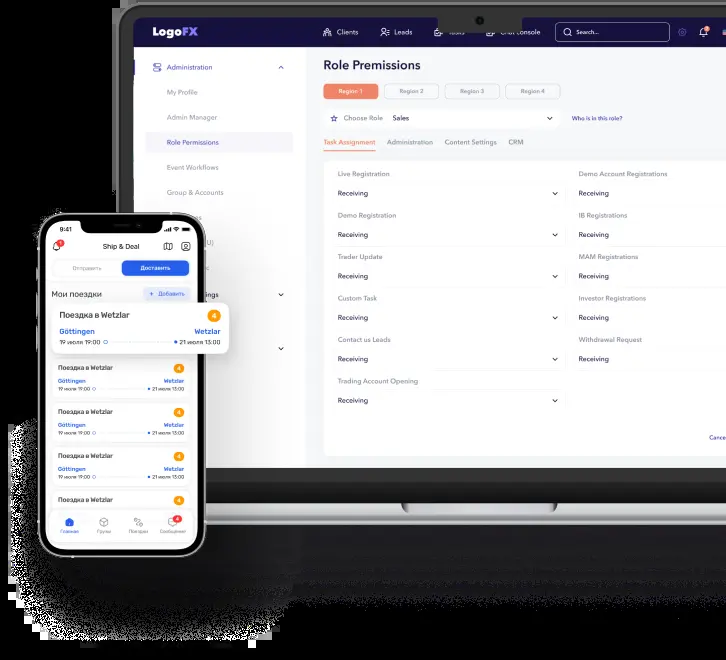 LogoFX
Clients
Leads
Tasks
Chat console
Search...
Administration
My Profile
Admin Manager
Role Permissions
Event Workflows
Group & Accounts
Role Premissions
Region 1
Region 2
Region 3
Region 4
Choose Role
Sales
Who is in this role?
Task Assignment
Administration
Content Settings
CRM
Live Registration
Receiving
Demo Account Registrations
Receiving
Demo Registration
Receiving
IB Registrations
Receiving
Trader Update
Receiving
MAM Registrations
Receiving
Custom Task
Receiving
Investor Registrations
Receiving
Contact us Leads
Receiving
Withdrawal Request
Receiving
Trading Account Opening
Receiving
9:41
1
Ship & Deal
Отправить
Доставить
Мои поездки
+ Добавить
Поездка в Wetzlar
4
Göttingen
Wetzlar
19 июля 19:00
21 июля 13:00
Поездка в Wetzlar
4
Göttingen
Wetzlar
19 июля 19:00
21 июля 13:00
Поездка в Wetzlar
4
Göttingen
Wetzlar
19 июля 19:00
21 июля 13:00
Поездка в Wetzlar
4
Göttingen
Wetzlar
19 июля 19:00
21 июля 13:00
Поездка в Wetzlar
4
Главная
Грузы
Поездки
Сообщения
4